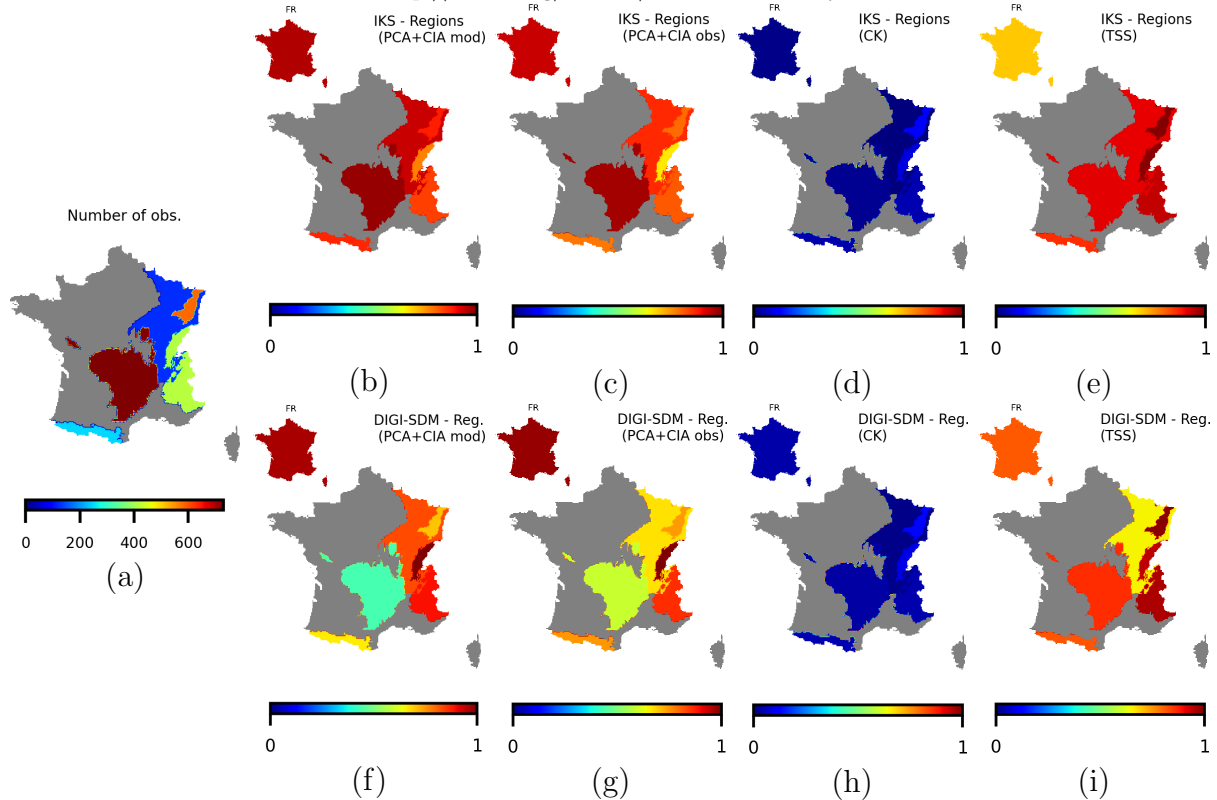 FR
IKS - Regions
(PCA+CIA mod)
FR
IKS - Regions
(PCA+CIA obs)
FR
IKS - Regions
(CK)
FR
IKS - Regions
(TSS)
Number of obs.
0 1
0 1
0 1
0 1
(b)
(c)
(d)
(e)
FR
DIGI-SDM - Reg.
(PCA+CIA mod)
FR
DIGI-SDM - Reg.
(PCA+CIA obs)
FR
DIGI-SDM - Reg.
(CK)
FR
DIGI-SDM - Reg.
(TSS)
0 200 400 600
(a)
0 1
0 1
0 1
0 1
(f)
(g)
(h)
(i)